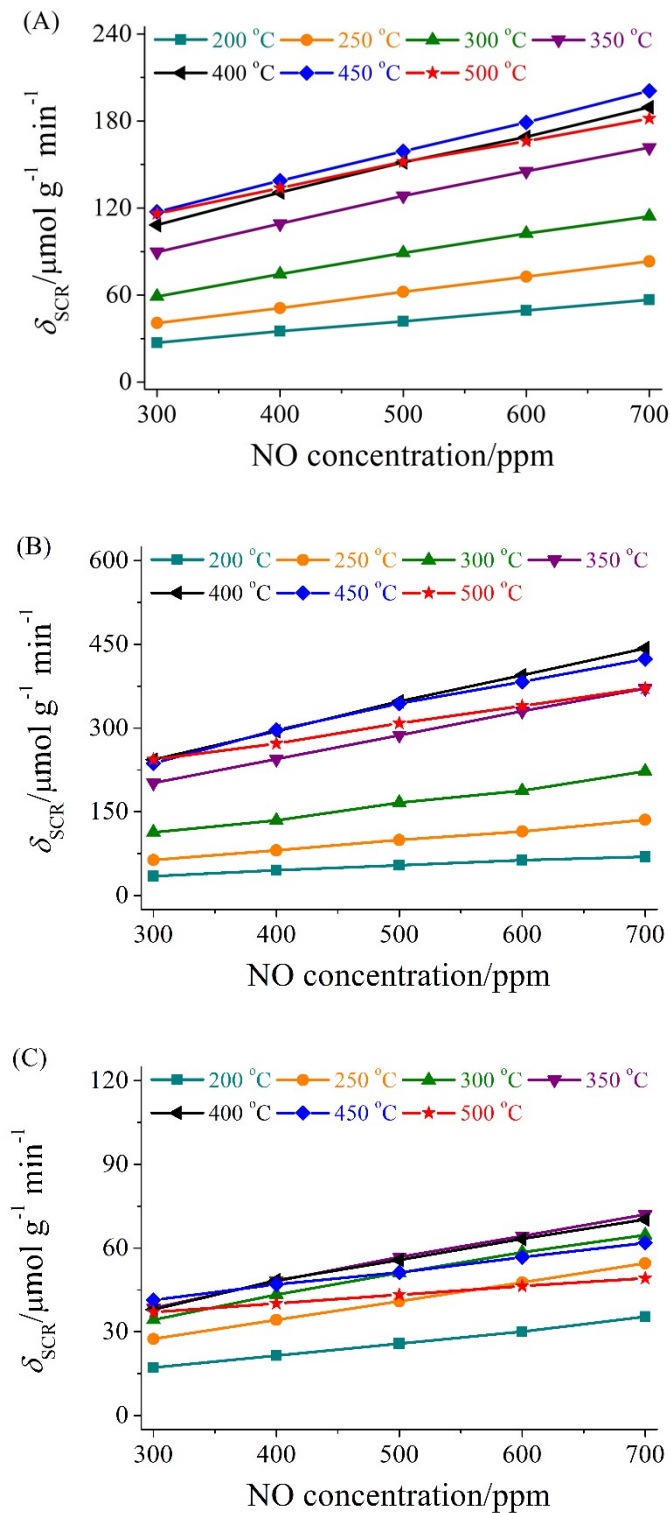 (A)
240
200 °C 250 °C 300 °C 350 °C
400 °C 450 °C 500 °C
180
120
60
0
δSCR/μmol g-1 min-1
300 400 500 600 700
NO concentration/ppm
(B)
600
200 °C 250 °C 300 °C 350 °C
400 °C 450 °C 500 °C
450
300
150
0
δSCR/μmol g-1 min-1
300 400 500 600 700
NO concentration/ppm
(C)
120
200 °C 250 °C 300 °C 350 °C
400 °C 450 °C 500 °C
90
60
30
0
δSCR/μmol g-1 min-1
300 400 500 600 700
NO concentration/ppm